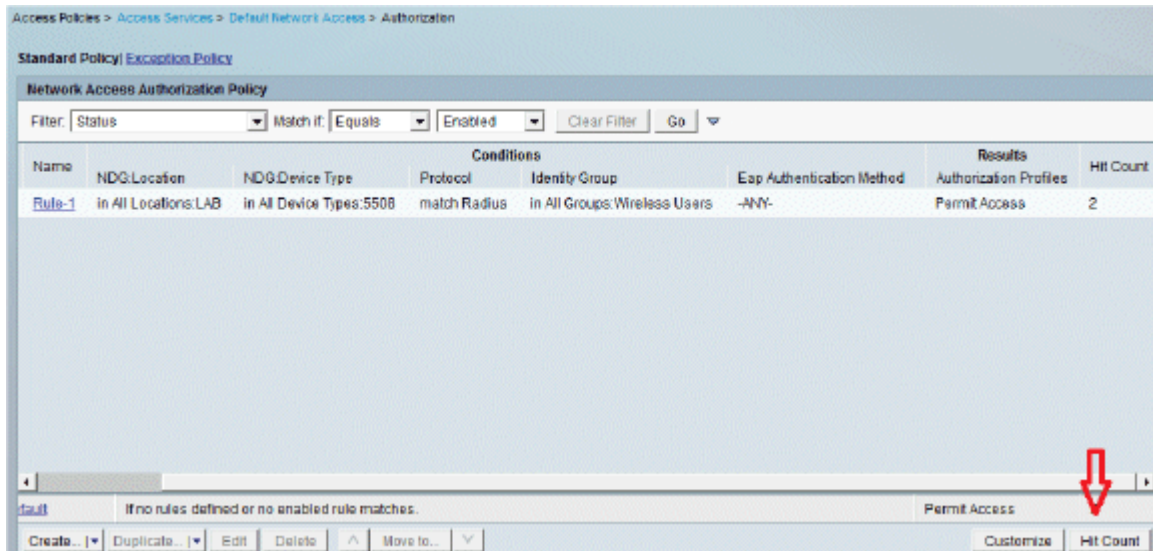 Access Policies > Access Services > Default Network Access > Authorization
Standard Policy| Exception Policy
Network Access Authorization Policy
Filter: Status Match if: Equals Enabled Clear Filter Go
Conditions Results
Name NDG:Location NDG:Device Type Protocol Identity Group Eap Authentication Method Authorization Profiles Hit Count
Rule-1 in All Locations:LAB in All Device Types:5508 match Radius in All Groups:Wireless Users -ANY- Permit Access 2
fault If no rules defined or no enabled rule matches. Permit Access
Create... Duplicate... Edit Delete Move to... Customize Hit Count